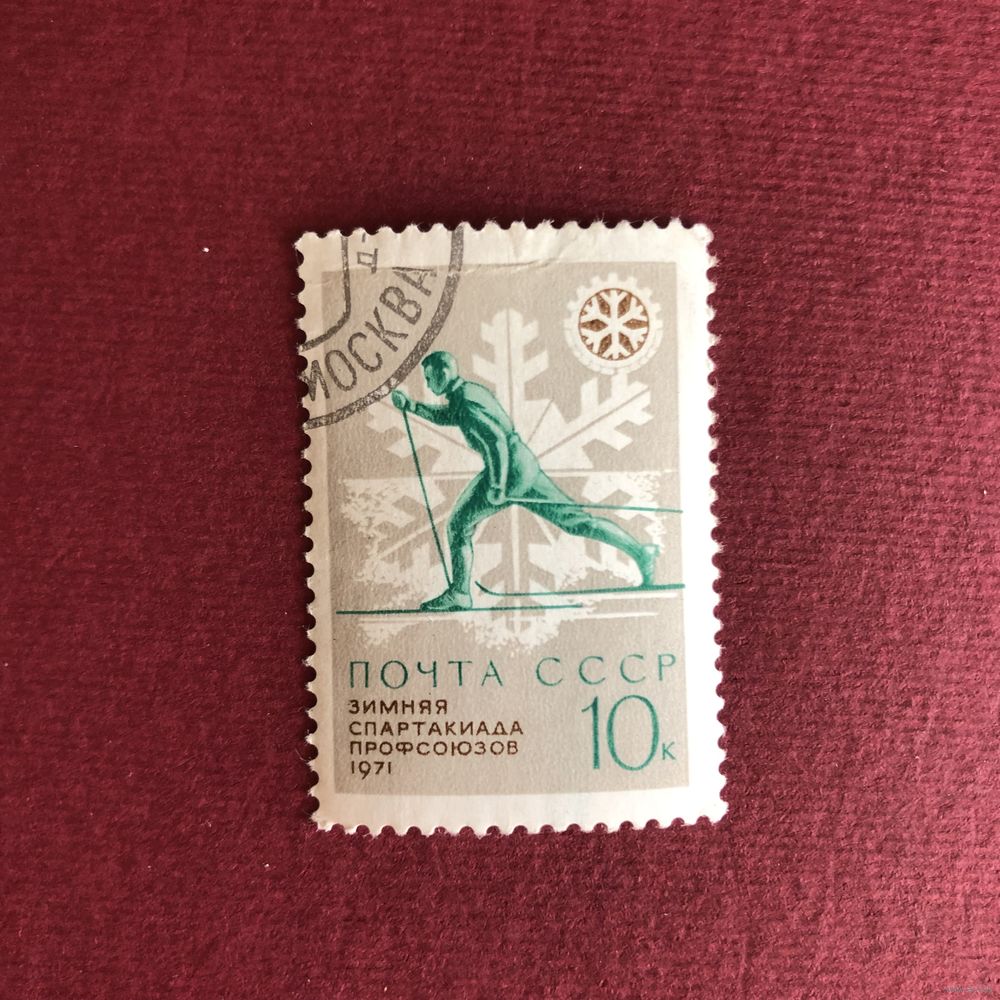 Д-
МОСКВА
ПОЧТА СССР
ЗИМНЯЯ
СПАРТАКИАДА
ПРОФСОЮЗОВ
1971
10к